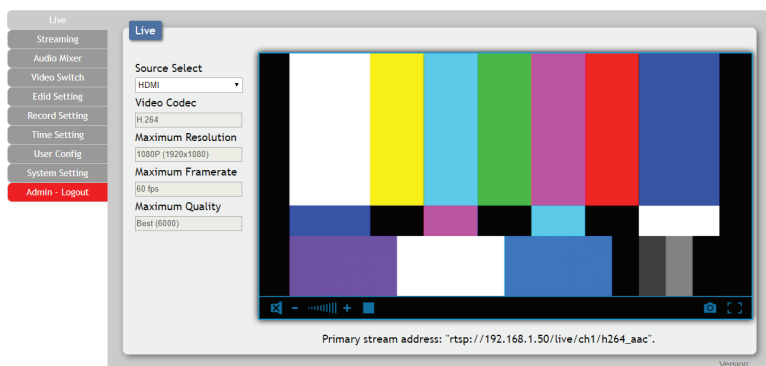 Live
Streaming
Audio Mixer
Video Switch
Edid Setting
Record Setting
Time Setting
User Config
System Setting
Admin - Logout
Live
Source Select
HDMI
Video Codec
H.264
Maximum Resolution
1080P (1920x1080)
Maximum Framerate
60 fps
Maximum Quality
Best (6000)
Primary stream address: "rtsp://192.168.1.50/live/ch1/h264_aac".
Version: